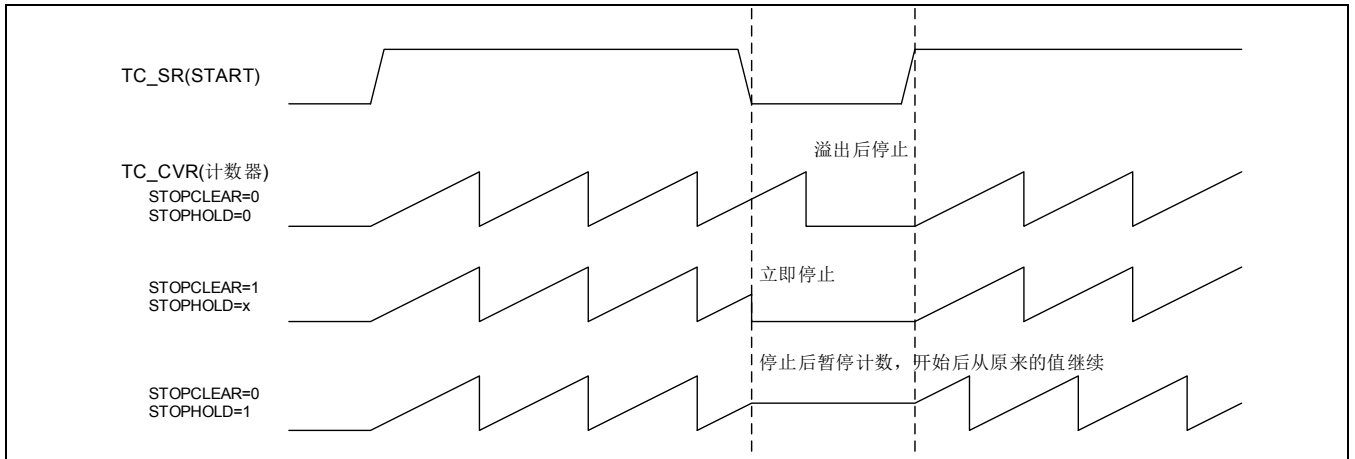 TC_SR(START)
溢出后停止
TC_CVR(计数器)
STOPCLEAR=0
STOPHOLD=0
立即停止
STOPCLEAR=1
STOPHOLD=x
停止后暂停计数，开始后从原来的值继续
STOPCLEAR=0
STOPHOLD=1